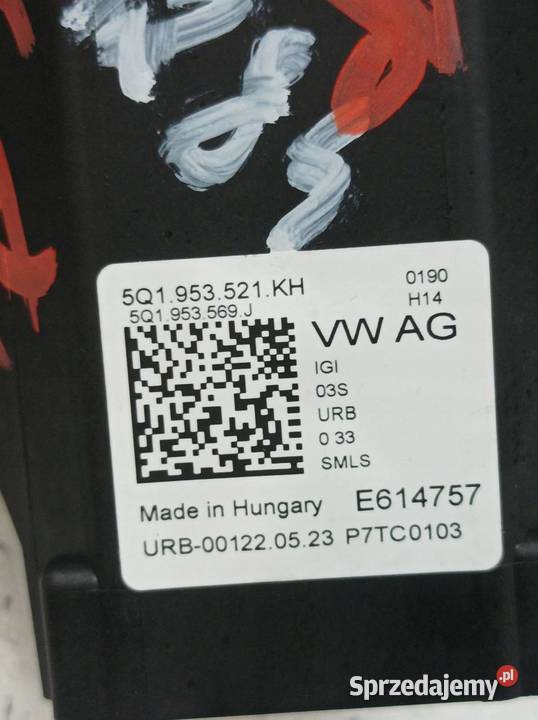 5Q1.953.521.KH
5Q1.953.569.J
0190
H14
VW AG
IGI
03S
URB
0 33
SMLS
Made in Hungary E614757
URB-00122.05.23 P7TC0103
Sprzedajemy.pl